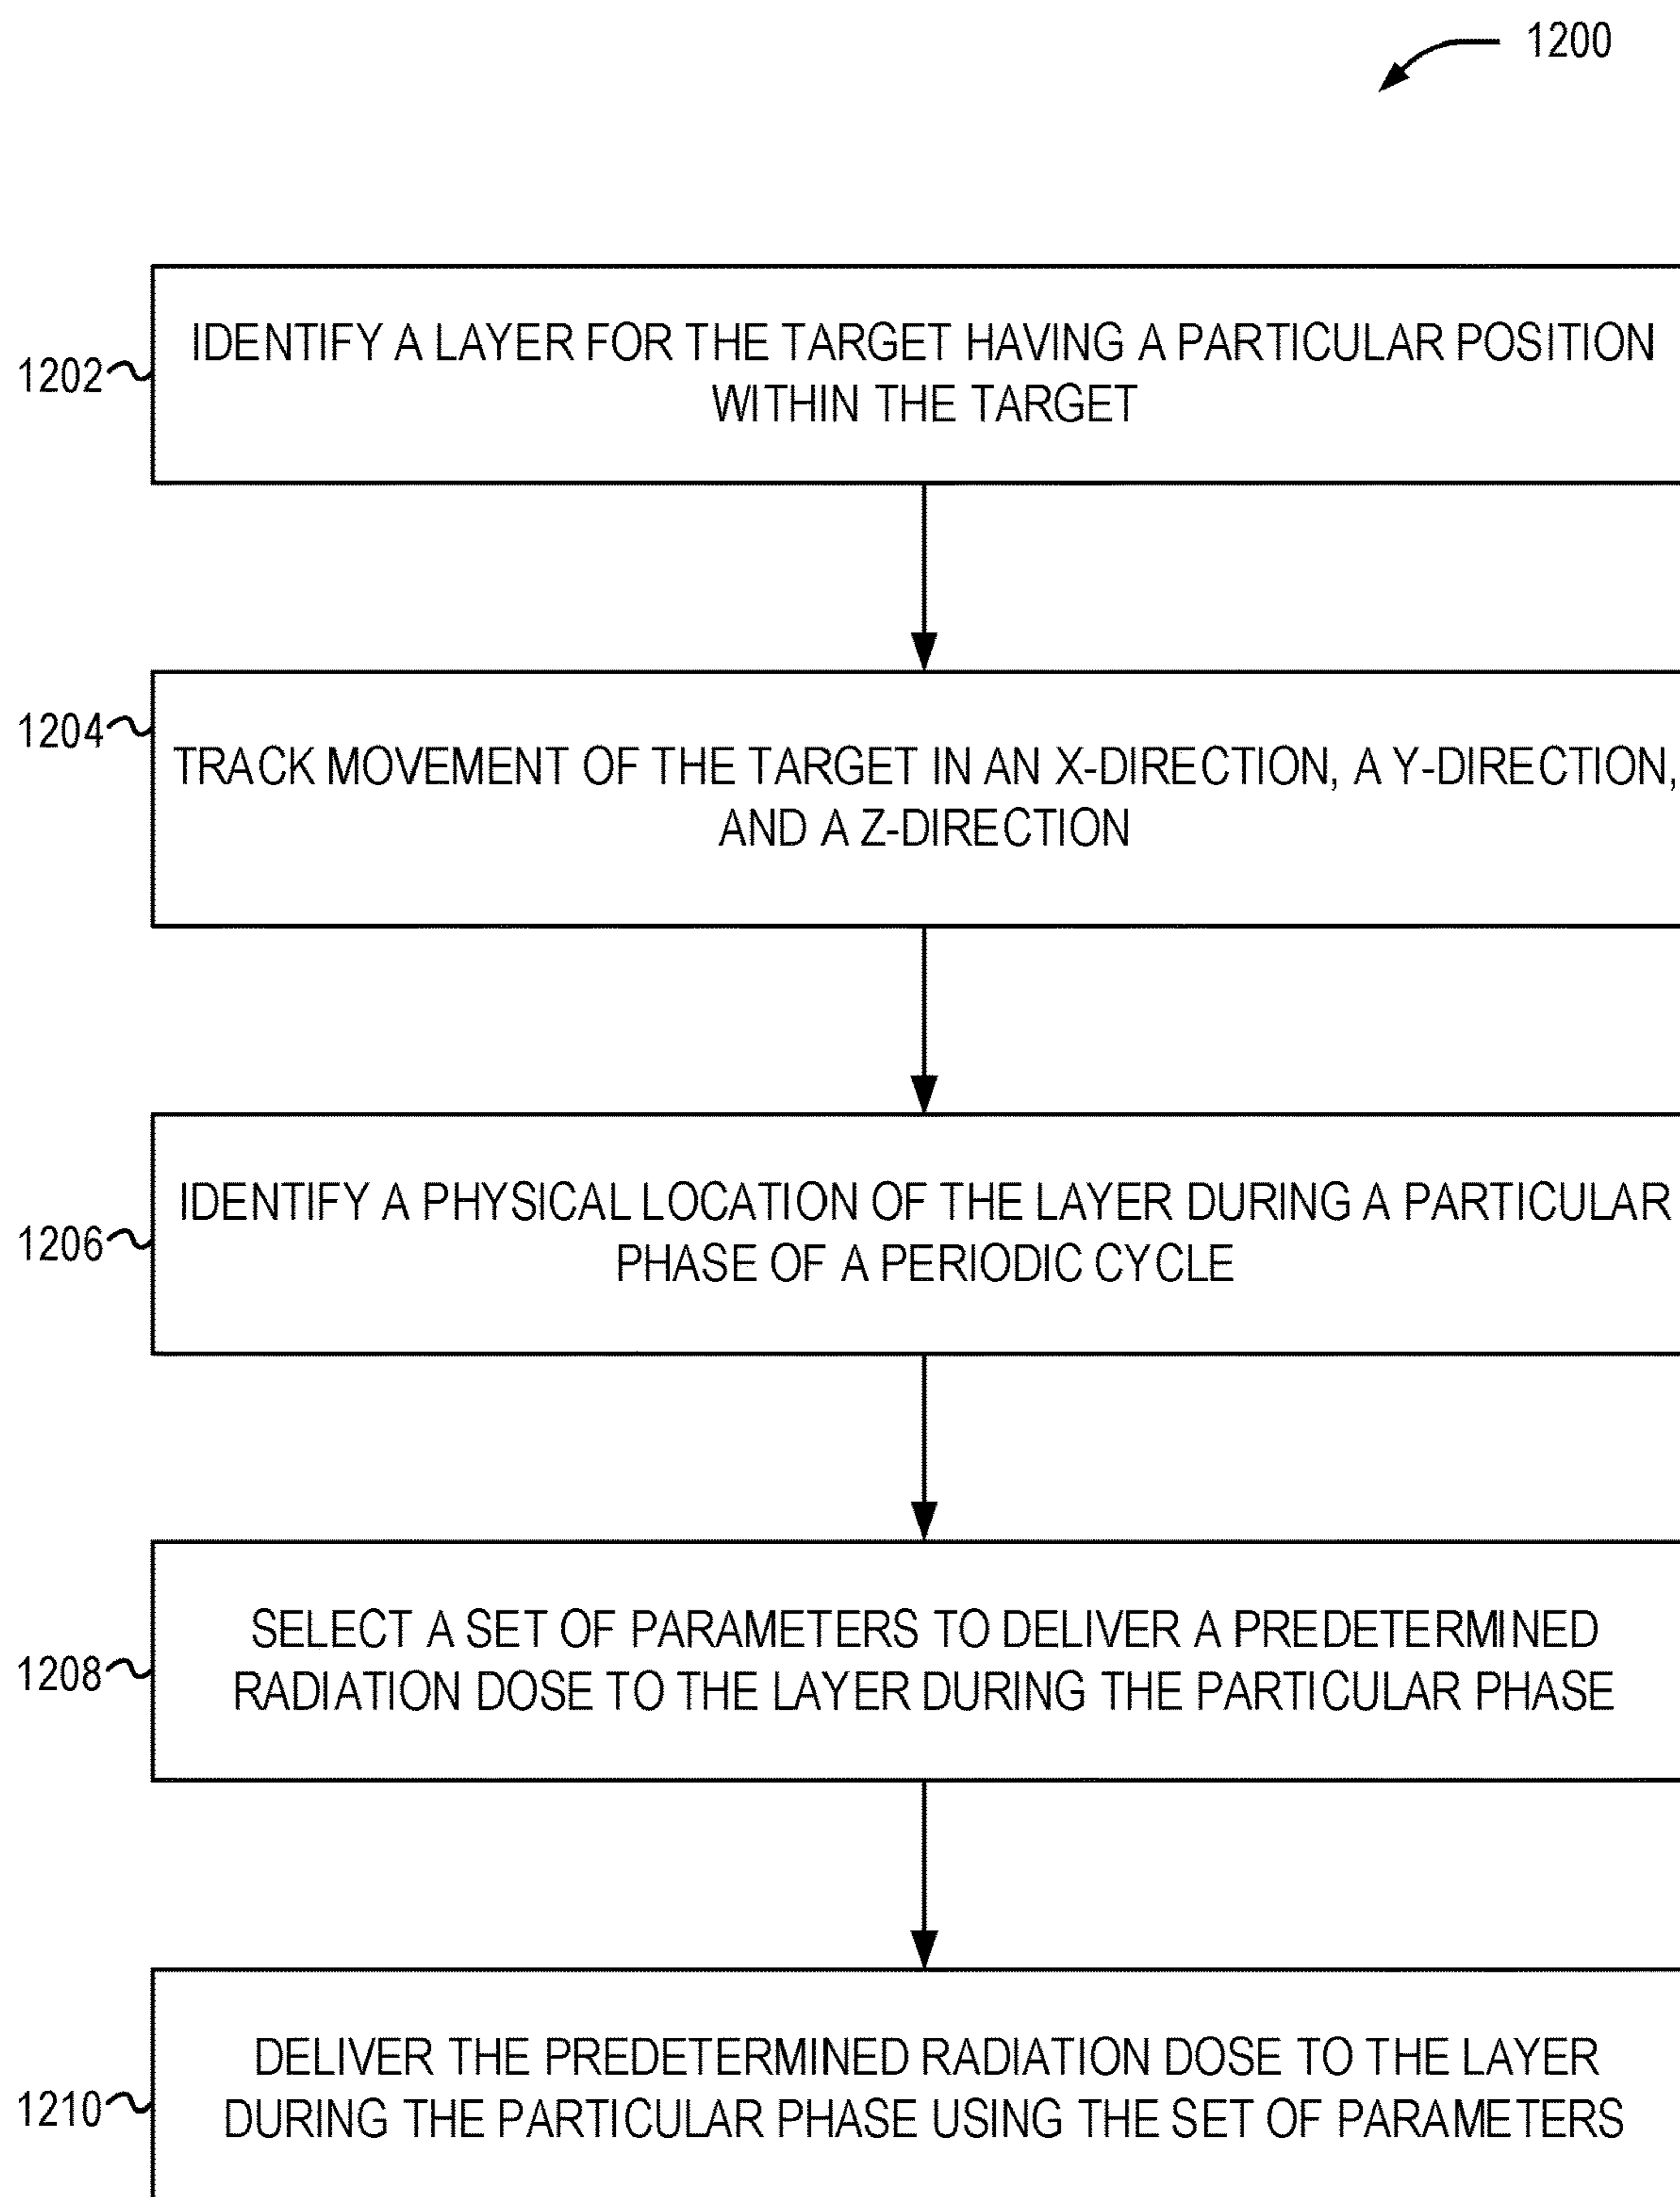 1200
IDENTIFY A LAYER FOR THE TARGET HAVING A PARTICULAR POSITION
WITHIN THE TARGET
1202
1204
TRACK MOVEMENT OF THE TARGET IN AN X-DIRECTION, A Y-DIRECTION,
AND A Z-DIRECTION
IDENTIFY A PHYSICAL LOCATION OF THE LAYER DURING A PARTICULAR
PHASE OF A PERIODIC CYCLE
1206
SELECT A SET OF PARAMETERS TO DELIVER A PREDETERMINED
RADIATION DOSE TO THE LAYER DURING THE PARTICULAR PHASE
1208
DELIVER THE PREDETERMINED RADIATION DOSE TO THE LAYER
DURING THE PARTICULAR PHASE USING THE SET OF PARAMETERS
1210